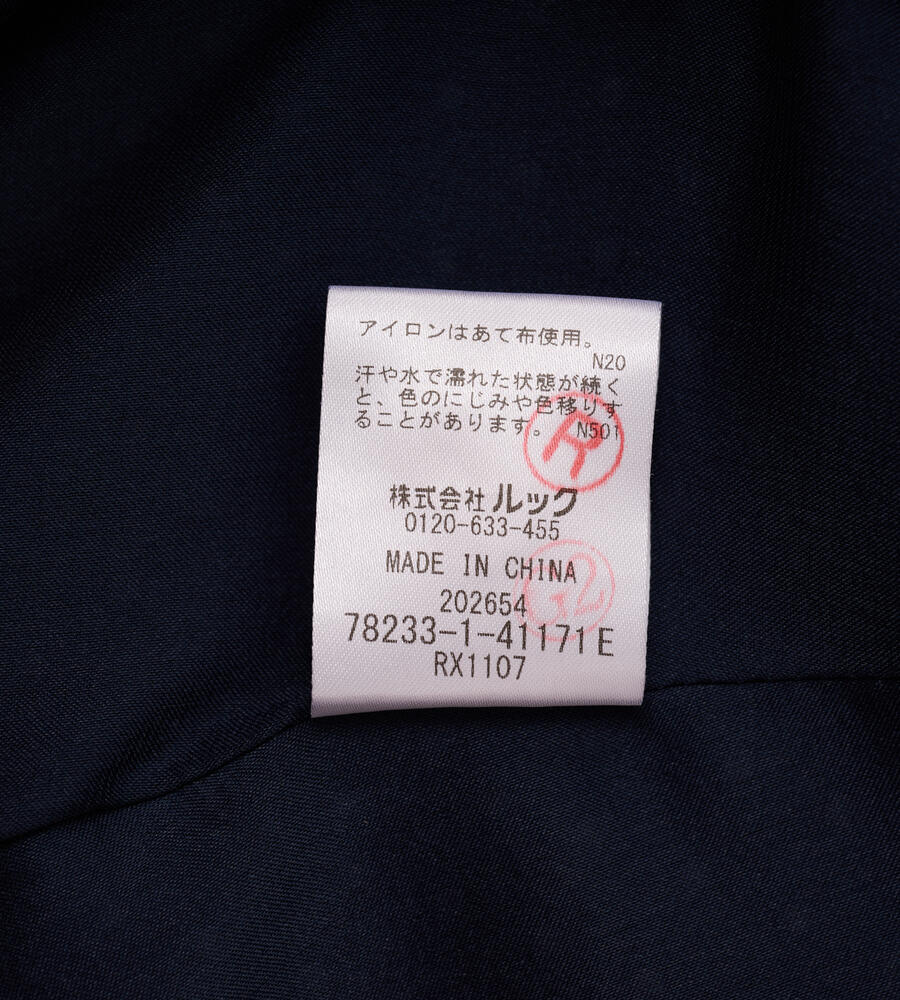 アイロンはあて布使用。
N20
汗や水で濡れた状態が続く
と、色のにじみや色移りす
ることがあります。 N501
R
株式会社ルック
0120-633-455
MADE IN CHINA
202654
78233-1-41171E
RX1107